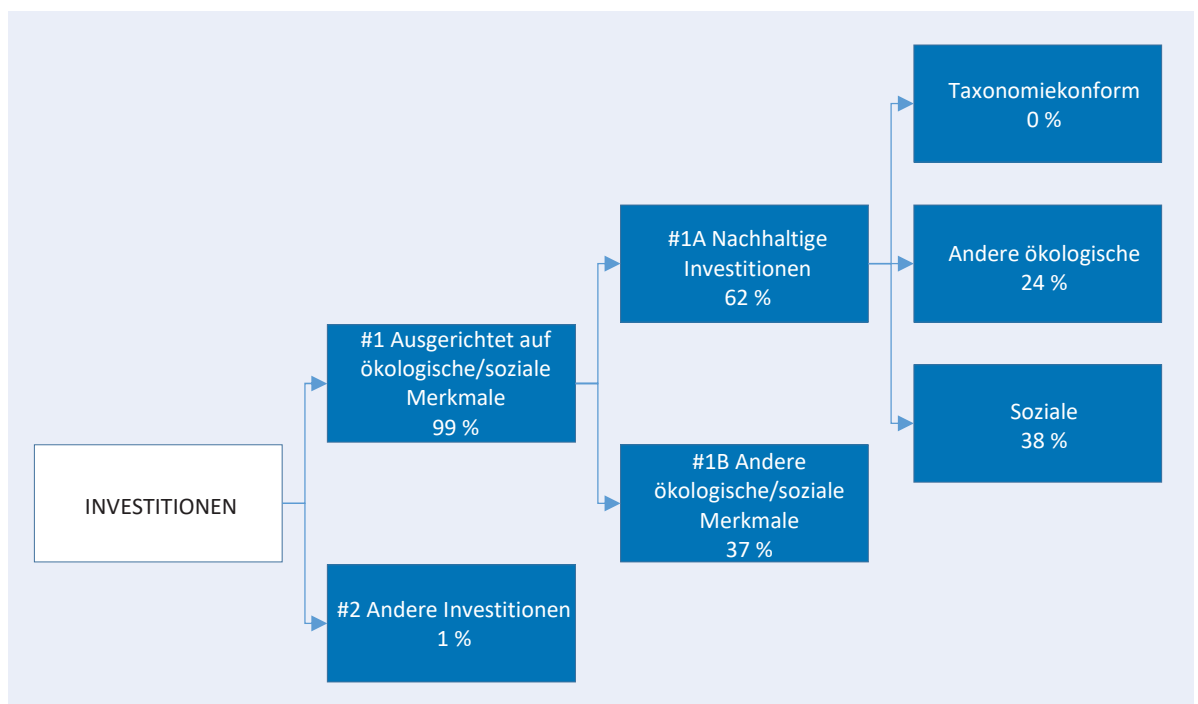 INVESTITIONEN
#1 Ausgerichtet auf
ökologische/soziale
Merkmale
99 %
#2 Andere Investitionen
1 %
#1A Nachhaltige
Investitionen
62 %
#1B Andere
ökologische/soziale
Merkmale
37 %
Taxonomiekonform
0 %
Andere ökologische
24 %
Soziale
38 %